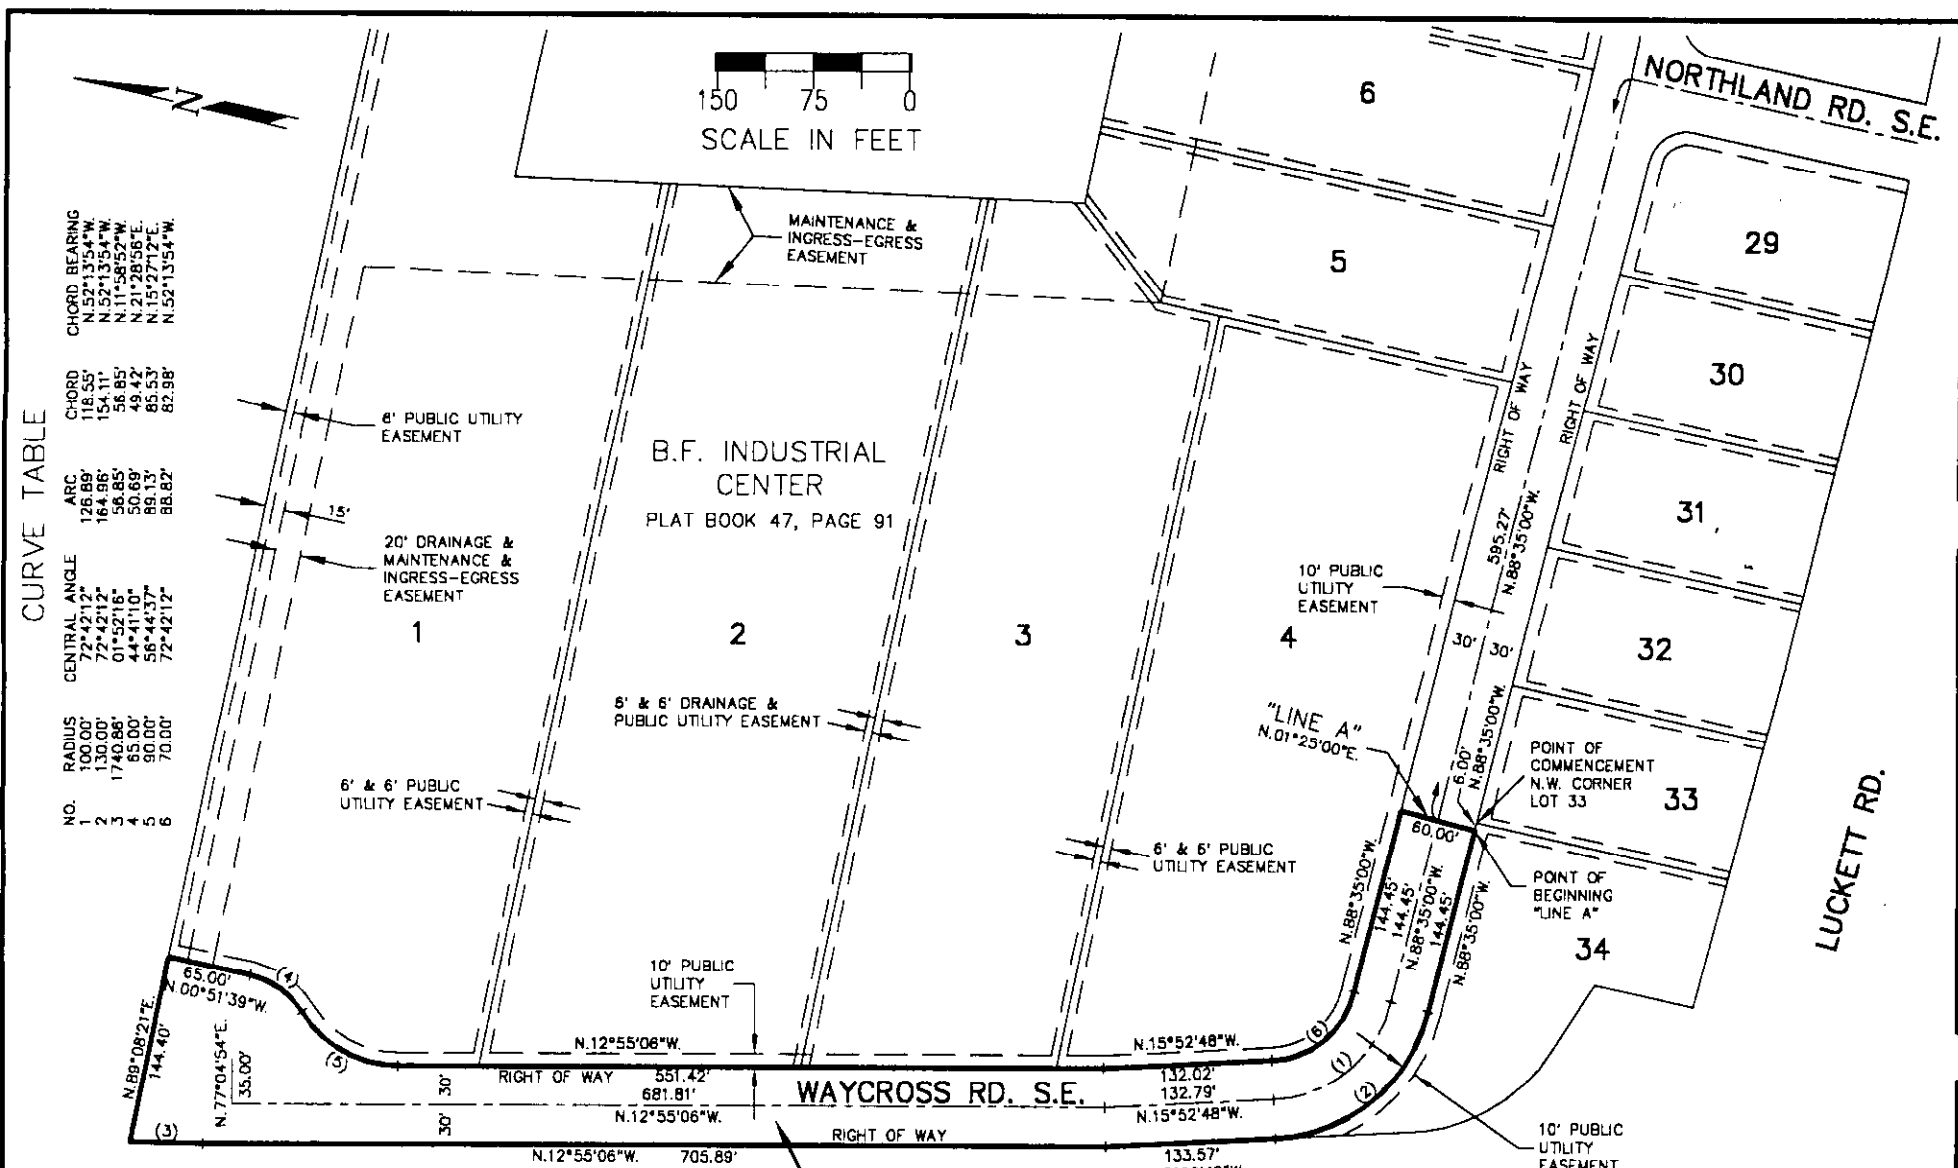 CURVE TABLE
NO. RADIUS CENTRAL ANGLE ARC CHORD CHORD BEARING
1 100.00' 72°42'12" 126.89' 118.55' N.52°13'54"W.
2 130.00' 72°42'12" 164.96' 154.11' N.52°13'54"W.
3 1740.86' 01°52'16" 56.85' 56.85' N.11°58'52"W.
4 65.00' 44°41'10" 50.69' 49.42' N.21°28'56"E.
5 90.00' 56°44'37" 89.13' 85.53' N.15°27'12"E.
6 70.00' 72°42'12" 88.82' 82.98' N.52°13'54"W.
N
150 75 0
SCALE IN FEET
MAINTENANCE &
INGRESS-EGRESS
EASEMENT
6
5
NORTHLAND RD. S.E.
29
30
31
32
33
34
RIGHT OF WAY
RIGHT OF WAY
595.27'
N.88°35'00"W.
8' PUBLIC UTILITY
EASEMENT
15'
20' DRAINAGE &
MAINTENANCE &
INGRESS-EGRESS
EASEMENT
B.F. INDUSTRIAL
CENTER
PLAT BOOK 47, PAGE 91
1
2
3
4
10' PUBLIC
UTILITY
EASEMENT
30' 30'
6' & 6' DRAINAGE &
PUBLIC UTILITY EASEMENT
6' & 6' PUBLIC
UTILITY EASEMENT
6' & 6' PUBLIC
UTILITY EASEMENT
"LINE A"
N.01°25'00"E.
6.00'
N.88°35'00"W.
POINT OF
COMMENCEMENT
N.W. CORNER
LOT 33
60.00'
POINT OF
BEGINNING
"LINE A"
LUCKETT RD.
N.88°35'00"W.
144.45'
144.45'
N.88°35'00"W.
144.45'
N.88°35'00"W.
65.00'
N.00°51'39"W.
(4)
(5)
N.89°08'21"E.
144.40'
N.77°04'54"E.
35.00'
(3)
10' PUBLIC
UTILITY
EASEMENT
N.12°55'06"W.
RIGHT OF WAY 551.42'
30'
681.81'
N.12°55'06"W.
30'
WAYCROSS RD. S.E.
RIGHT OF WAY
N.12°55'06"W. 705.89'
N.15°52'48"W.
132.02'
132.79'
N.15°52'48"W.
133.57'
(6)
(1)
(2)
10' PUBLIC
UTILITY
EASEMENT